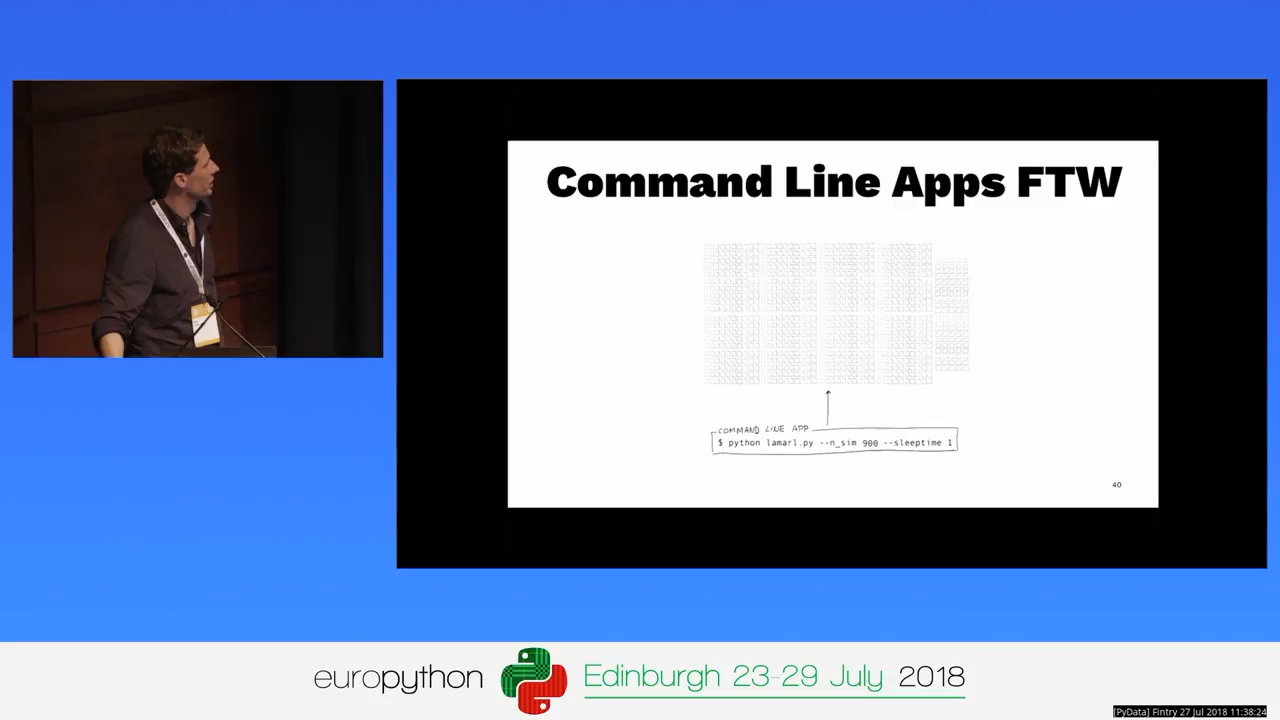 Command Line Apps FTW
COMMAND LINE APP
$ python lamarl.py --n_sim 900 --sleeptime 1
40
europython
Edinburgh 23-29 July 2018
[PyData] Fintry 27 Jul 2018 11:38:24